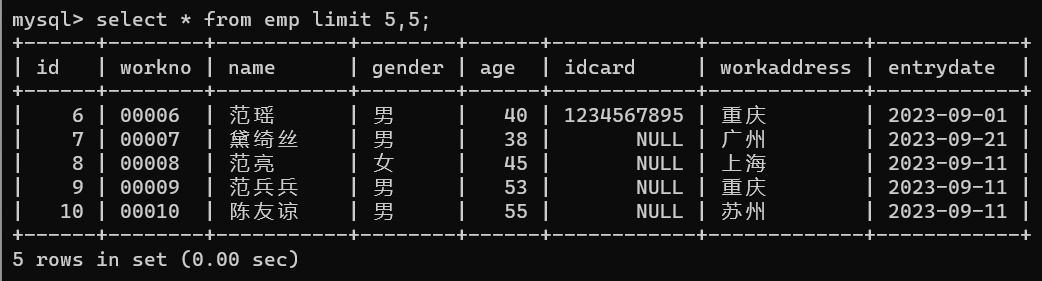 mysql> select * from emp limit 5,5;
+------+--------+-----------+--------+------+------------+-------------+------------+
| id   | workno | name      | gender | age  | idcard     | workaddress | entrydate  |
+------+--------+-----------+--------+------+------------+-------------+------------+
|    6 | 00006  | 范瑶      | 男     |   40 | 1234567895 | 重庆        | 2023-09-01 |
|    7 | 00007  | 黛绮丝    | 男     |   38 |       NULL | 广州        | 2023-09-21 |
|    8 | 00008  | 范亮      | 女     |   45 |       NULL | 上海        | 2023-09-11 |
|    9 | 00009  | 范兵兵    | 男     |   53 |       NULL | 重庆        | 2023-09-11 |
|   10 | 00010  | 陈友谅    | 男     |   55 |       NULL | 苏州        | 2023-09-11 |
+------+--------+-----------+--------+------+------------+-------------+------------+
5 rows in set (0.00 sec)